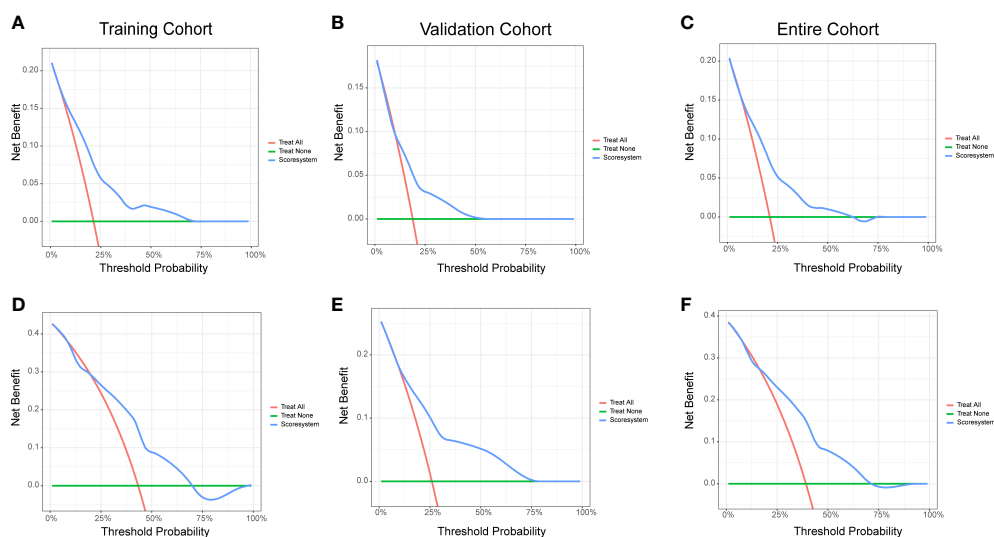 A
Training Cohort
0.20
0.15
0.10
0.05
0.00
Net Benefit
0%
25%
50%
75%
100%
Threshold Probability
Treat All
Treat None
Scoresystem
B
Validation Cohort
0.15
0.10
0.05
0.00
Net Benefit
0%
25%
50%
75%
100%
Threshold Probability
Treat All
Treat None
Scoresystem
C
Entire Cohort
0.20
0.15
0.10
0.05
0.00
Net Benefit
0%
25%
50%
75%
100%
Threshold Probability
Treat All
Treat None
Scoresystem
D
0.4
0.3
0.2
0.1
0.0
Net Benefit
0%
25%
50%
75%
100%
Threshold Probability
Treat All
Treat None
Scoresystem
E
0.2
0.1
0.0
Net Benefit
0%
25%
50%
75%
100%
Threshold Probability
Treat All
Treat None
Scoresystem
F
0.4
0.3
0.2
0.1
0.0
Net Benefit
0%
25%
50%
75%
100%
Threshold Probability
Treat All
Treat None
Scoresystem